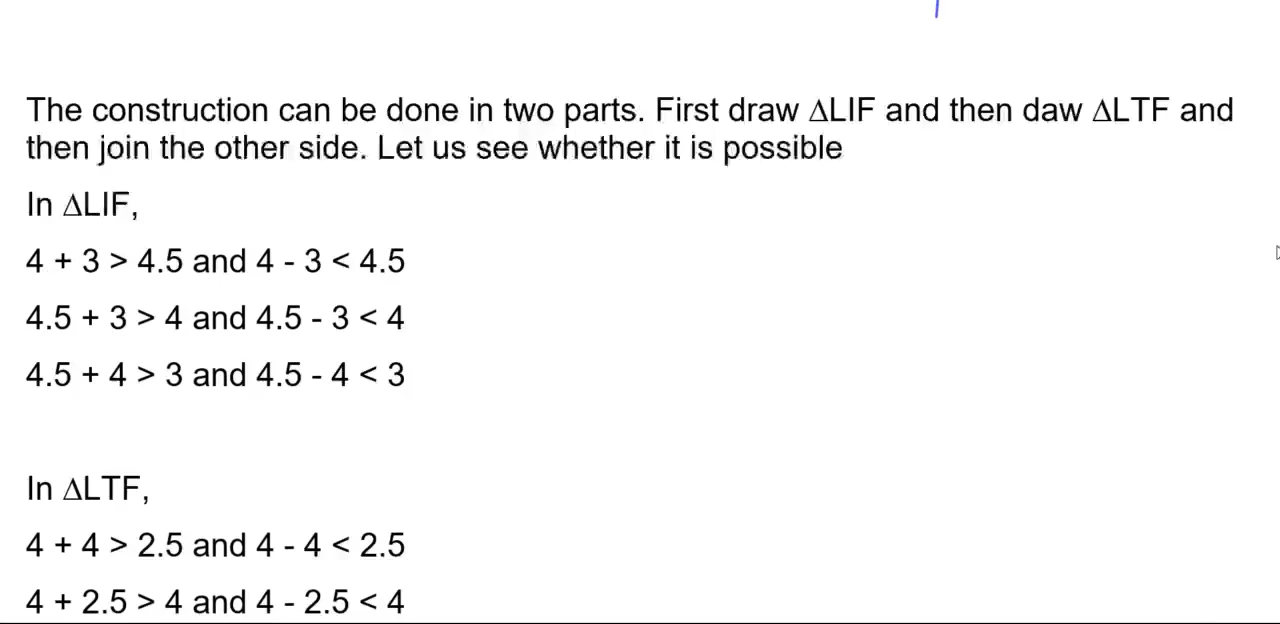 The construction can be done in two parts. First draw ΔLIF and then daw ΔLTF and
then join the other side. Let us see whether it is possible
In ΔLIF,
4 + 3 > 4.5 and 4 - 3 < 4.5
4.5 + 3 > 4 and 4.5 - 3 < 4
4.5 + 4 > 3 and 4.5 - 4 < 3
In ΔLTF,
4 + 4 > 2.5 and 4 - 4 < 2.5
4 + 2.5 > 4 and 4 - 2.5 < 4